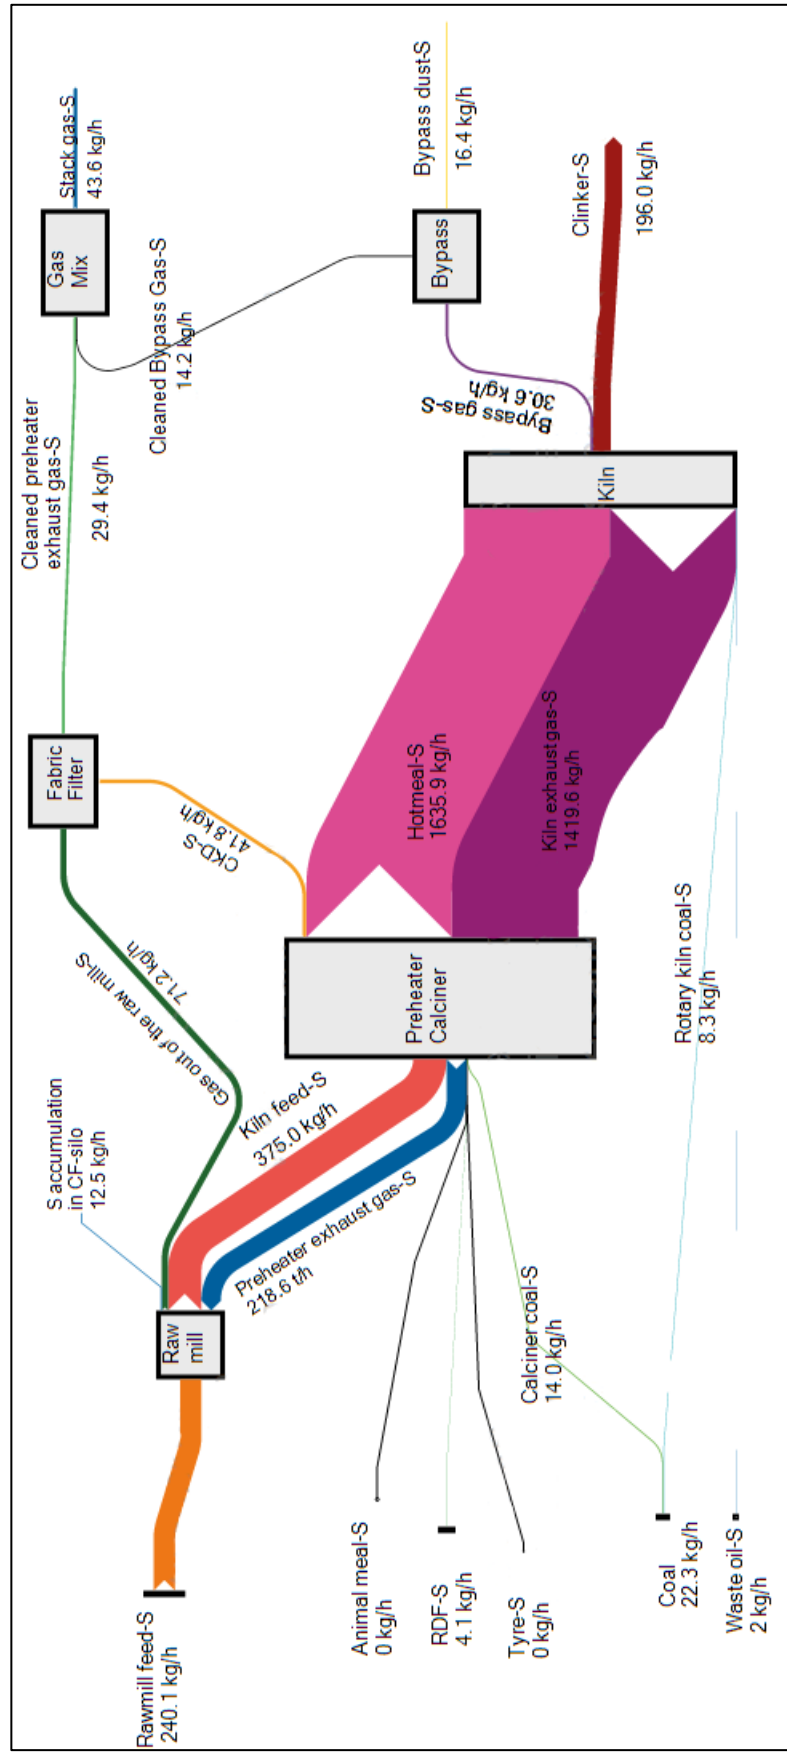 Rawmill feed-S
240.1 kg/h
Raw
mill
S accumulation
in CF-silo
12.5 kg/h
Gas out of the raw mill-S
71.2 kg/h
Fabric
Filter
Cleaned preheater
exhaust gas-S
29.4 kg/h
Gas
Mix
Stack gas-S
43.6 kg/h
Cleaned Bypass Gas-S
14.2 kg/h
Bypass
Bypass dust-S
16.4 kg/h
Bypass gas-S
30.6 kg/h
CKD-S
41.8 kg/h
Kiln feed-S
375.0 kg/h
Preheater exhaust gas-S
218.6 t/h
Preheater
Calciner
Hotmeal-S
1635.9 kg/h
Kiln exhaust gas-S
1419.6 kg/h
Kiln
Clinker-S
196.0 kg/h
Animal meal-S
0 kg/h
RDF-S
4.1 kg/h
Tyre-S
0 kg/h
Calciner coal-S
14.0 kg/h
Rotary kiln coal-S
8.3 kg/h
Coal
22.3 kg/h
Waste oil-S
2 kg/h